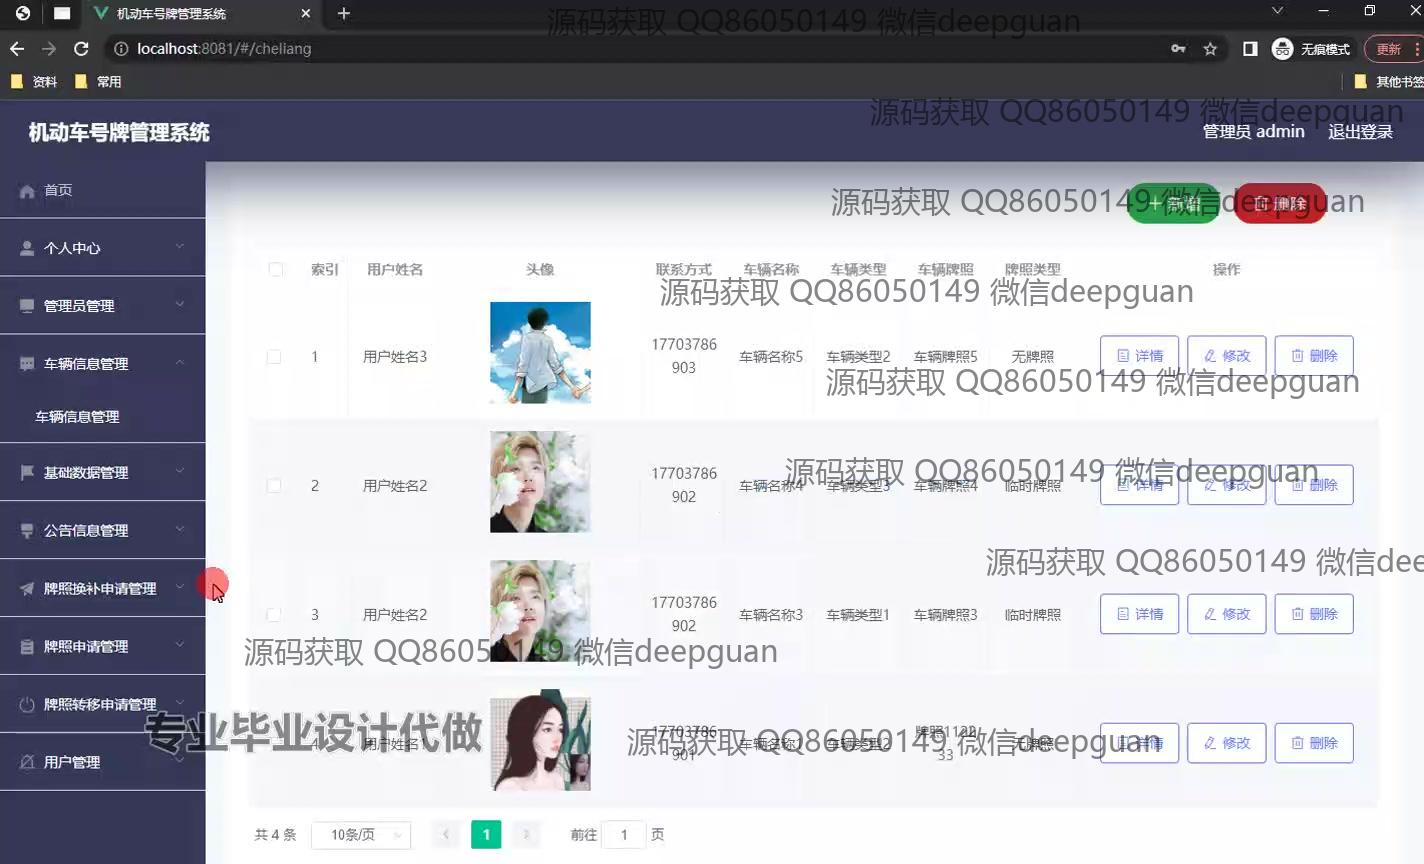 机动车号牌管理系统
源码获取 QQ86050149 微信deepguan
localhost:8081/#/cheliang
无痕模式
更新
资料
常用
其他书签
源码获取 QQ86050149 微信deepguan
机动车号牌管理系统
管理员 admin
退出登录
首页
源码获取 QQ86050149 微信deepguan
新增
删除
个人中心
索引 用户姓名 头像 联系方式 车辆名称 车辆类型 车辆牌照 牌照类型 操作
源码获取 QQ86050149 微信deepguan
管理员管理
1 用户姓名3 17703786903 车辆名称5 车辆类型2 车辆牌照5 无牌照 详情 修改 删除
车辆信息管理
源码获取 QQ86050149 微信deepguan
车辆信息管理
基础数据管理
源码获取 QQ86050149 微信deepguan
2 用户姓名2 17703786902 车辆名称4 车辆类型3 车辆牌照4 临时牌照 详情 修改 删除
公告信息管理
源码获取 QQ86050149 微信dee
牌照换补申请管理
3 用户姓名2 17703786902 车辆名称3 车辆类型1 车辆牌照3 临时牌照 详情 修改 删除
牌照申请管理
源码获取 QQ86050149 微信deepguan
牌照转移申请管理
专业毕业设计代做
4 用户姓名1 17703786901 车辆名称1 车辆类型2 牌照112233 无牌照 详情 修改 删除
源码获取 QQ86050149 微信deepguan
用户管理
共 4 条 10条/页 1 前往 1 页